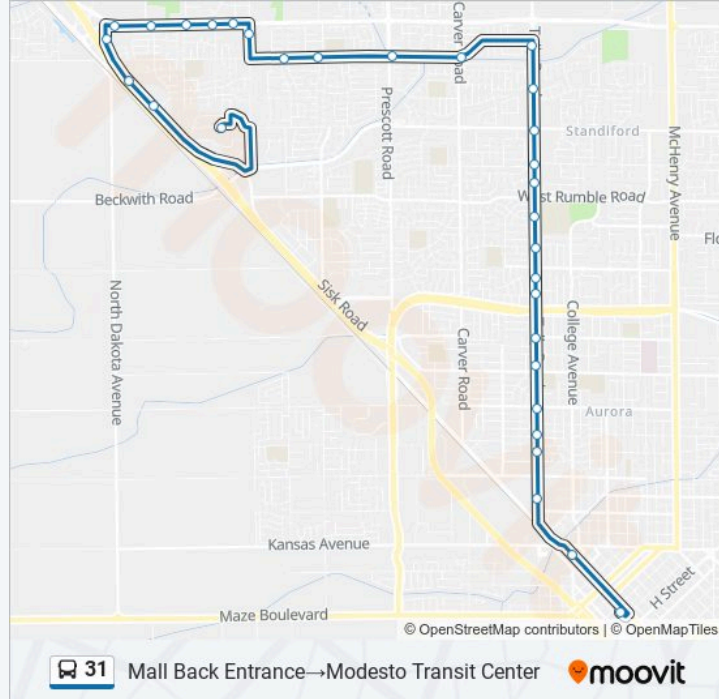 Carver Road
Prescott Road
Standiford
McHenry Avenue
Beckwith Road
West Rumble Road
Flo
Sisk Road
North Dakota Avenue
College Avenue
Carver Road
Aurora
Kansas Avenue
H Street
Maze Boulevard
© OpenStreetMap contributors | © OpenMapTiles
31 Mall Back Entrance→Modesto Transit Center moovit